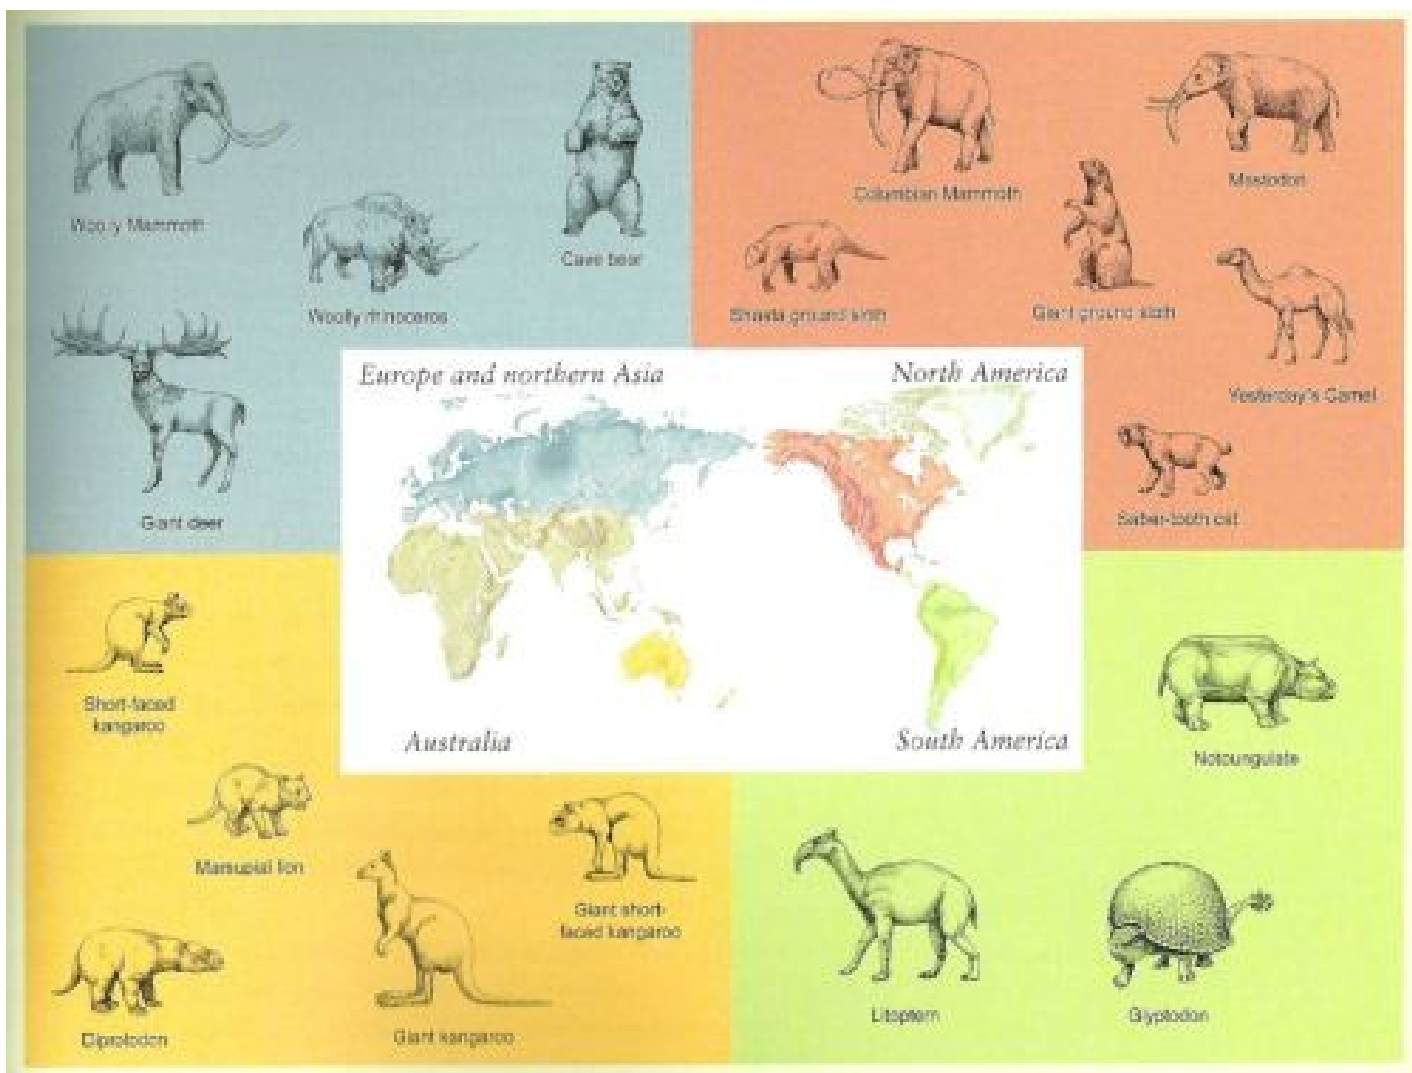 Woolly Mammoth
Cave bear
Woolly rhinoceros
Giant deer
Columbian Mammoth
Mastodon
Shasta ground sloth
Giant ground sloth
Yesterday's Camel
Saber-tooth cat
Europe and northern Asia
North America
Australia
South America
Short-faced
kangaroo
Marsupial lion
Giant short-
faced kangaroo
Diprotodon
Giant kangaroo
Notoungulate
Litoptern
Glyptodon